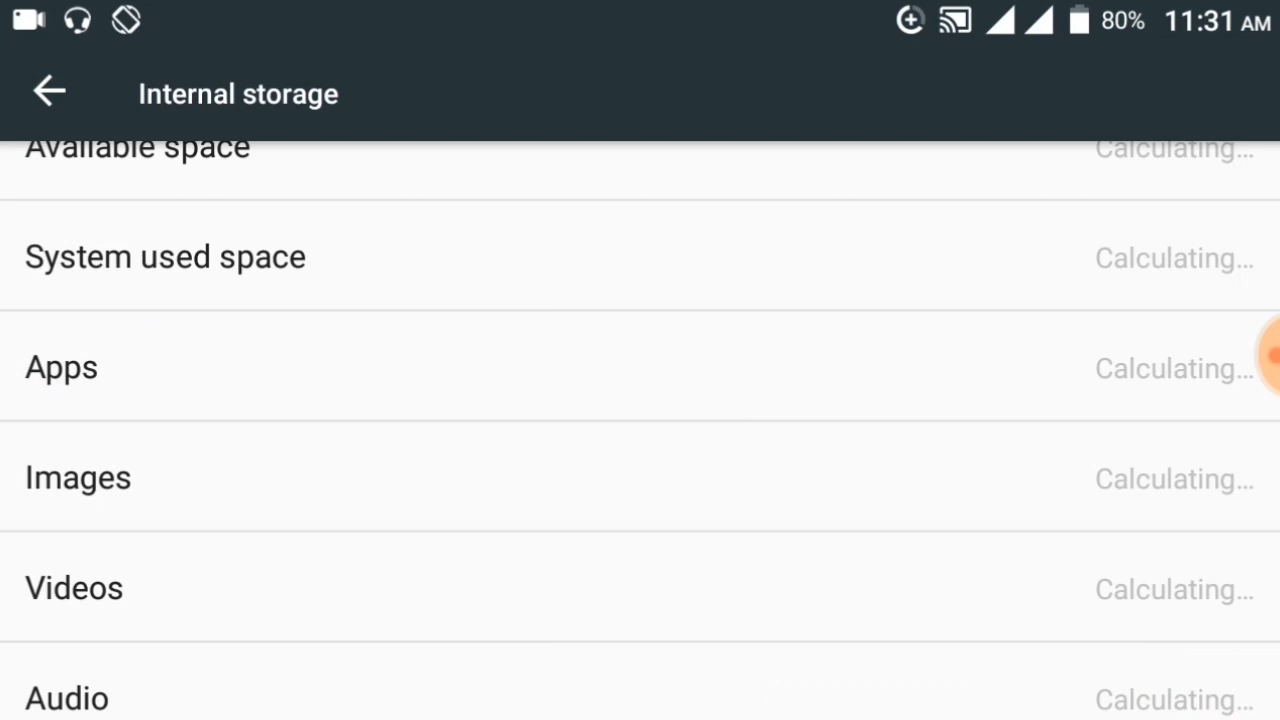 80% 11:31 AM
Internal storage
Available space Calculating...
System used space Calculating...
Apps Calculating...
Images Calculating...
Videos Calculating...
Audio Calculating...